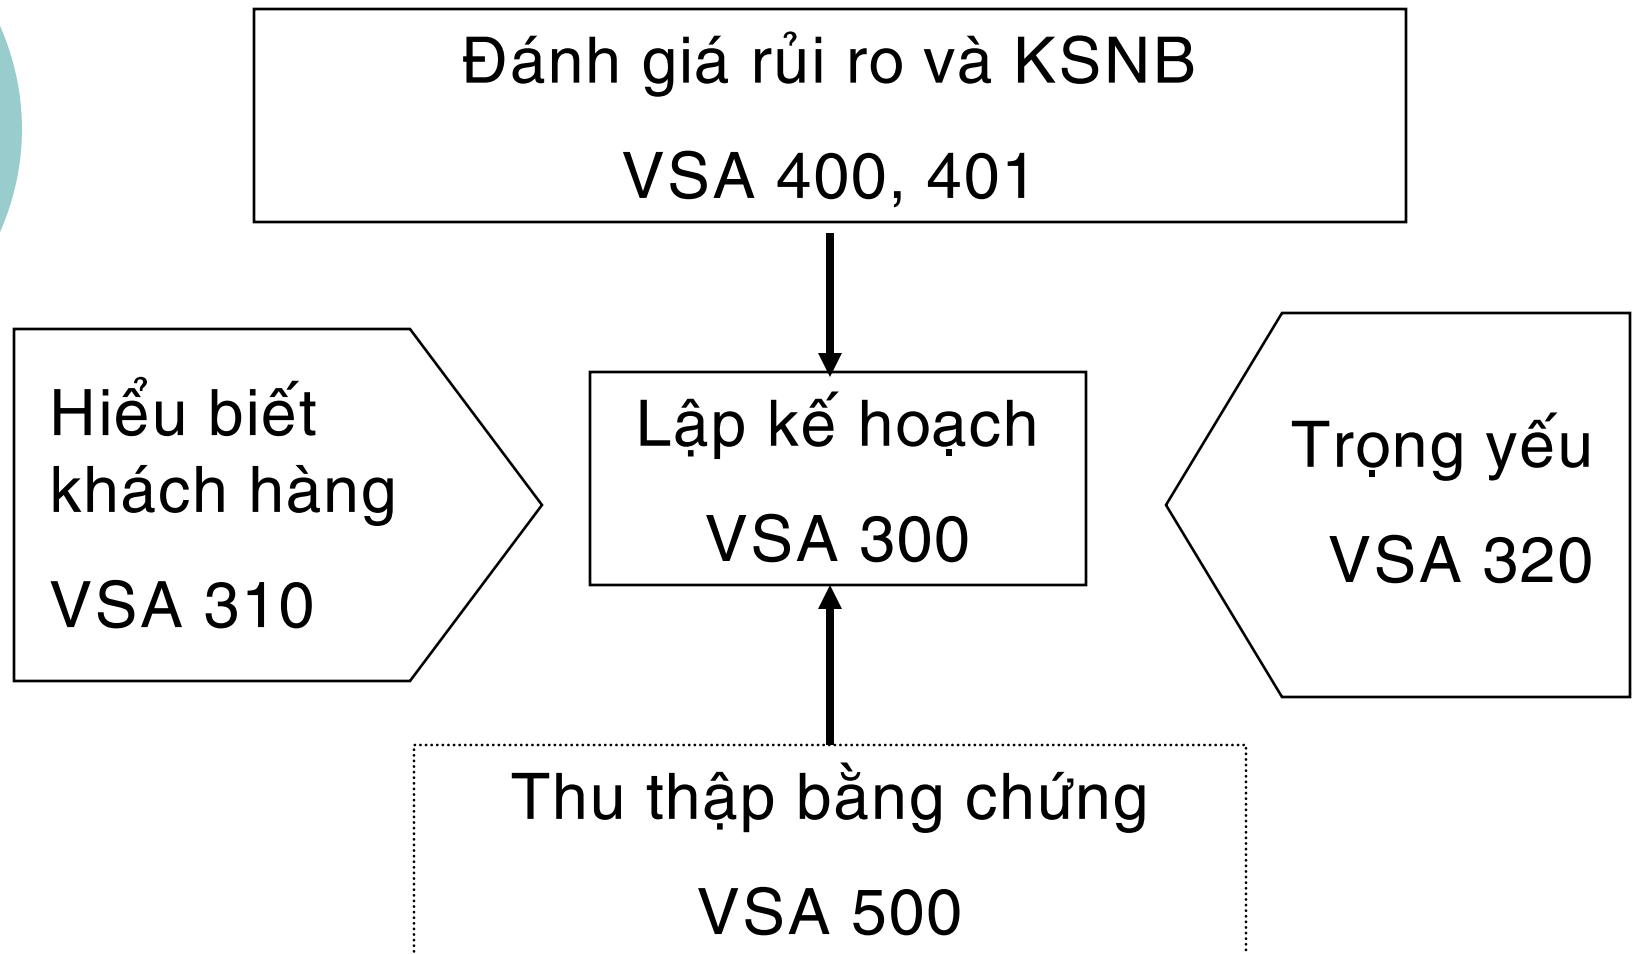 Đánh giá rủi ro và KSNB
VSA 400, 401
Hiểu biết
khách hàng
VSA 310
Lập kế hoạch
VSA 300
Trọng yếu
VSA 320
Thu thập bằng chứng
VSA 500